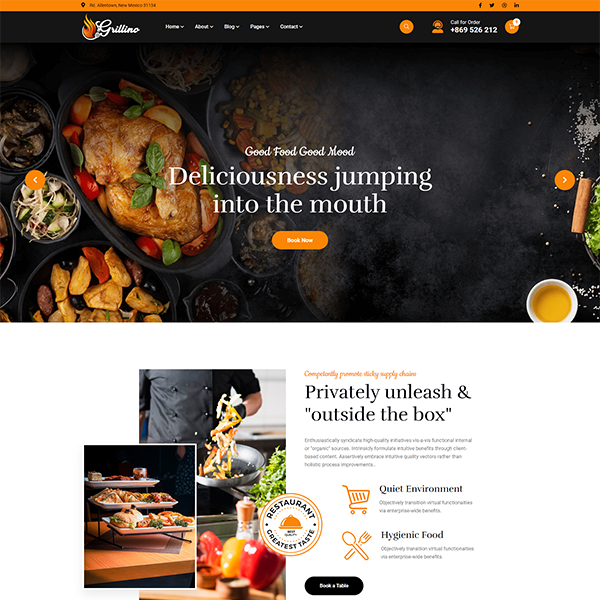 Rd. Allentown, New Mexico 31134
Grillino
Home
About
Blog
Pages
Contact
Call for Order
+869 526 212
Good Food Good Mood
Deliciousness jumping
into the mouth
Book Now
Competently promote sticky supply chains
Privately unleash &
"outside the box"
Enthusiastically syndicate high-quality initiatives vis-a-vis functional internal
or "organic" sources. Intrinsicly formulate intuitive benefits through client-
based content. Assertively embrace intuitive quality vectors rather than
holistic process improvements..
Quiet Environment
Objectively transition virtual functionalities
via enterprise-wide benefits.
Hygienic Food
Objectively transition virtual functionalities
via enterprise-wide benefits.
RESTAURANT
BEST
QUALITY
GREATEST TASTE
Book a Table